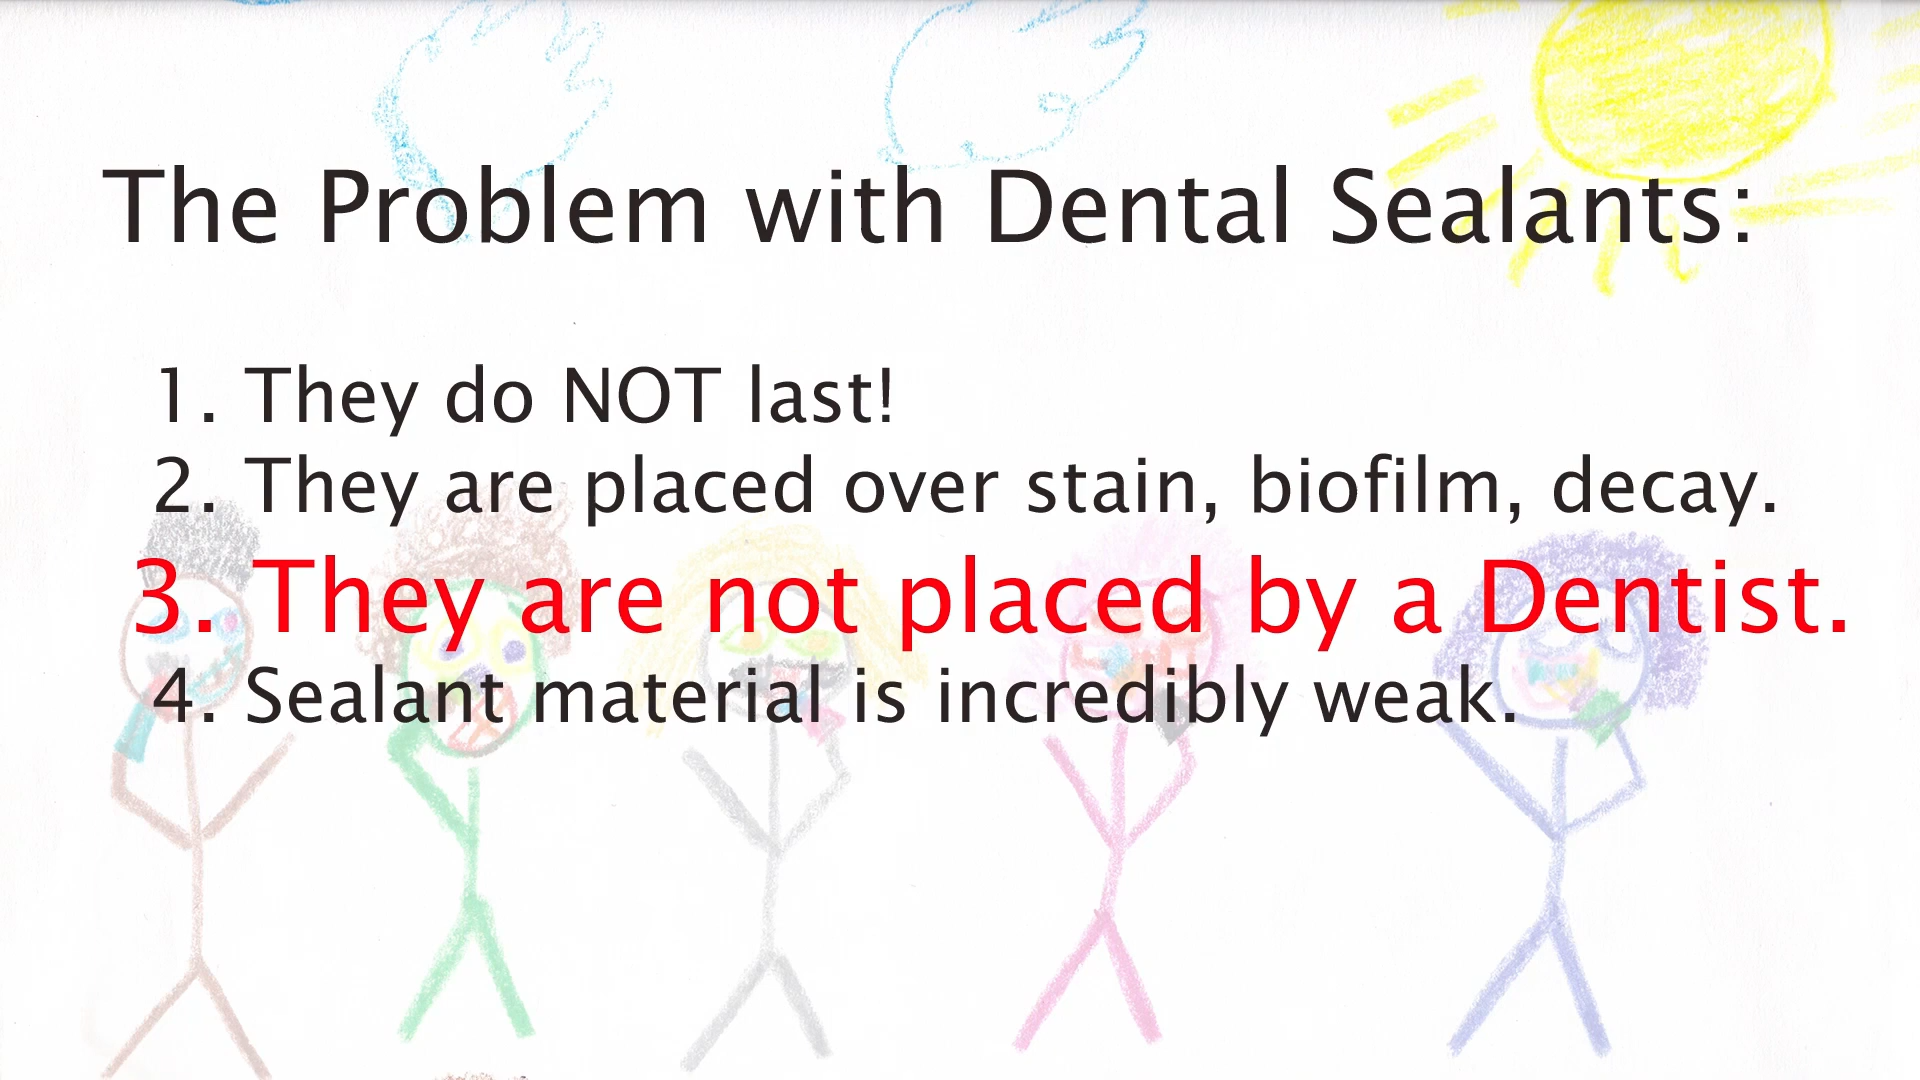 The Problem with Dental Sealants:
1. They do NOT last!
2. They are placed over stain, biofilm, decay.
3. They are not placed by a Dentist.
4. Sealant material is incredibly weak.